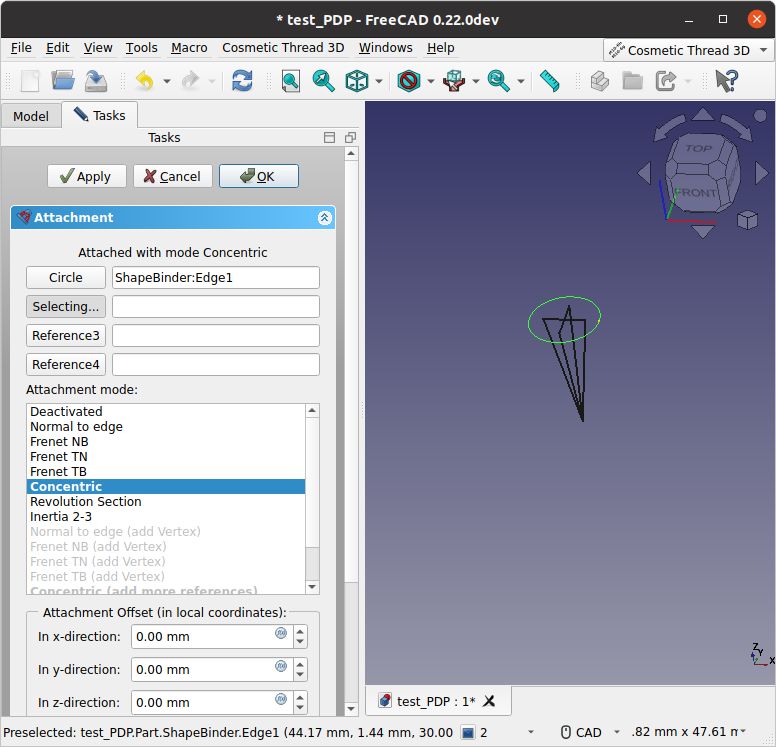 * test_PDP - FreeCAD 0.22.0dev
File Edit View Tools Macro Cosmetic Thread 3D Windows Help
Cosmetic Thread 3D
Model Tasks
Tasks
Apply Cancel OK
Attachment
Attached with mode Concentric
Circle ShapeBinder:Edge1
Selecting...
Reference3
Reference4
Attachment mode:
Deactivated
Normal to edge
Frenet NB
Frenet TN
Frenet TB
Concentric
Revolution Section
Inertia 2-3
Normal to edge (add Vertex)
Frenet NB (add Vertex)
Frenet TN (add Vertex)
Frenet TB (add Vertex)
Concentric (add more references)
Attachment Offset (in local coordinates):
In x-direction: 0.00 mm
In y-direction: 0.00 mm
In z-direction: 0.00 mm
TOP
FRONT
Z
Y
X
test_PDP : 1*
Preselected: test_PDP.Part.ShapeBinder.Edge1 (44.17 mm, 1.44 mm, 30.00 2 CAD .82 mm x 47.61 m